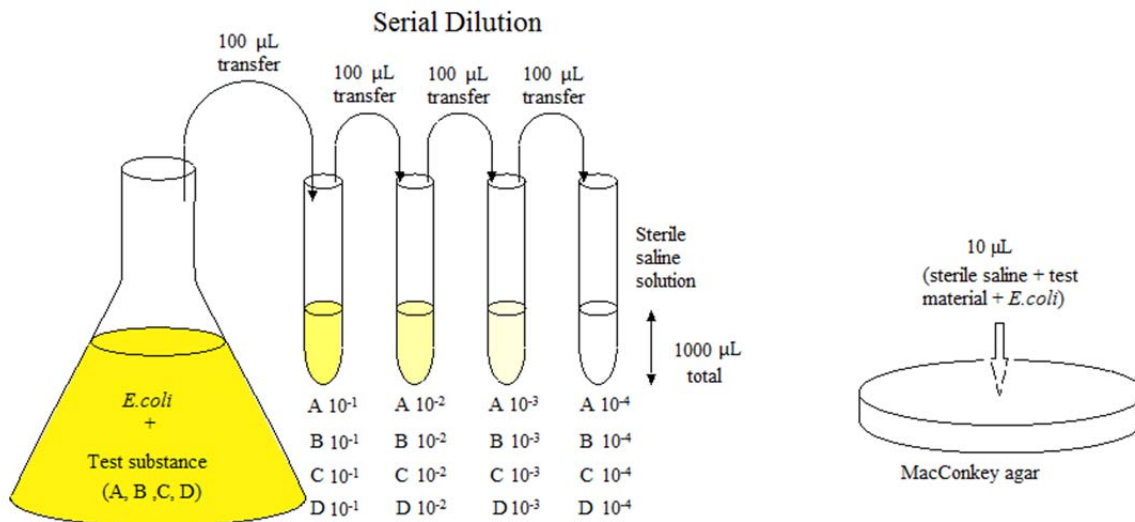 Serial Dilution
100 µL
transfer
100 µL
transfer
100 µL
transfer
100 µL
transfer
Sterile
saline
solution
1000 µL
total
E.coli
+
Test substance
(A, B ,C, D)
A 10-1 A 10-2 A 10-3 A 10-4
B 10-1 B 10-2 B 10-3 B 10-4
C 10-1 C 10-2 C 10-3 C 10-4
D 10-1 D 10-2 D 10-3 D 10-4
10 µL
(sterile saline + test
material + E.coli)
MacConkey agar